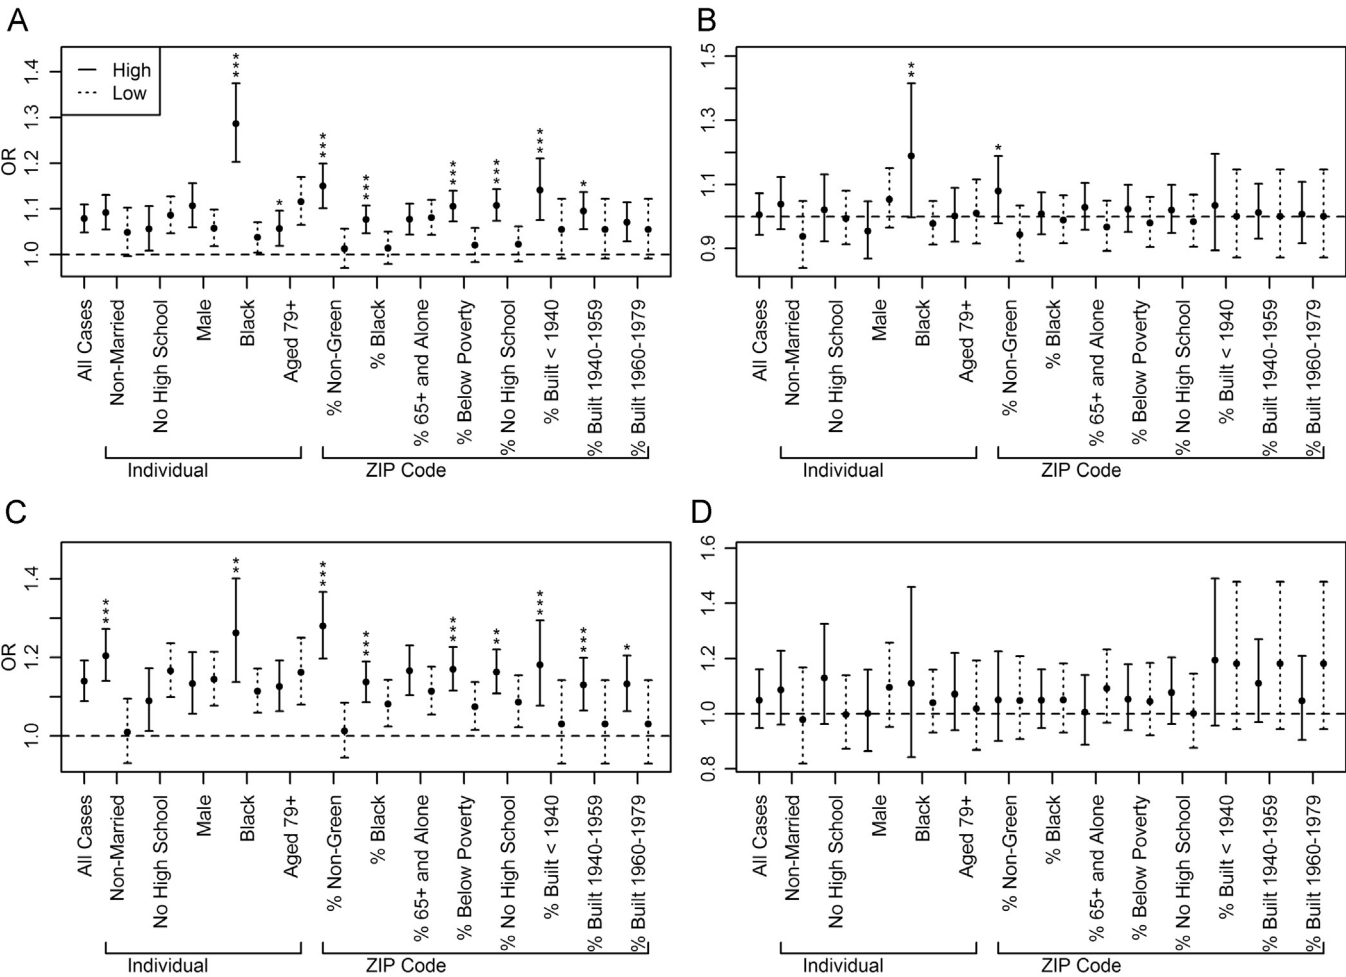 A
OR
1.0
1.1
1.2
1.3
1.4
High
Low
***
*
***
***
***
***
***
*
All Cases
Non-Married
No High School
Male
Black
Aged 79+
% Non-Green
% Black
% 65+ and Alone
% Below Poverty
% No High School
% Built < 1940
% Built 1940-1959
% Built 1960-1979
Individual
ZIP Code
B
0.9
1.1
1.3
1.5
**
*
All Cases
Non-Married
No High School
Male
Black
Aged 79+
% Non-Green
% Black
% 65+ and Alone
% Below Poverty
% No High School
% Built < 1940
% Built 1940-1959
% Built 1960-1979
Individual
ZIP Code
C
OR
1.0
1.2
1.4
***
**
***
***
***
**
***
***
*
All Cases
Non-Married
No High School
Male
Black
Aged 79+
% Non-Green
% Black
% 65+ and Alone
% Below Poverty
% No High School
% Built < 1940
% Built 1940-1959
% Built 1960-1979
Individual
ZIP Code
D
0.8
1.0
1.2
1.4
1.6
All Cases
Non-Married
No High School
Male
Black
Aged 79+
% Non-Green
% Black
% 65+ and Alone
% Below Poverty
% No High School
% Built < 1940
% Built 1940-1959
% Built 1960-1979
Individual
ZIP Code